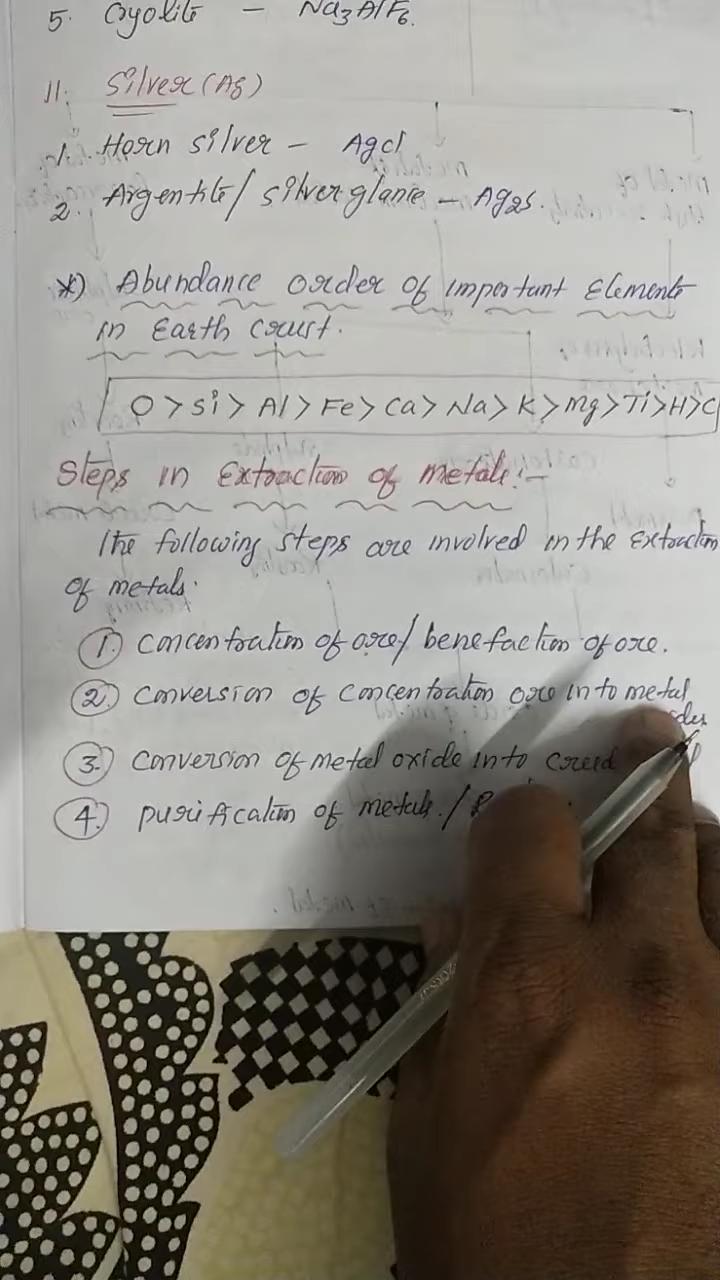 5. Cryolite – Na3AlF6.
11. Silver (Ag)
1. Horn silver – Agcl
2. Argentite/ silver glanie – Ag2s.
*) Abundance order of important Elements
in Earth crust.
O > Si > Al > Fe > Ca > Na > K > Mg > Ti > H > C
Steps in Extraction of metals:-
The following steps are involved in the Extraction
of metals.
1. concentration of ore/ benefaction of ore.
2. conversion of concentration ore into metal
3. conversion of metal oxide into
4. purification of metals./